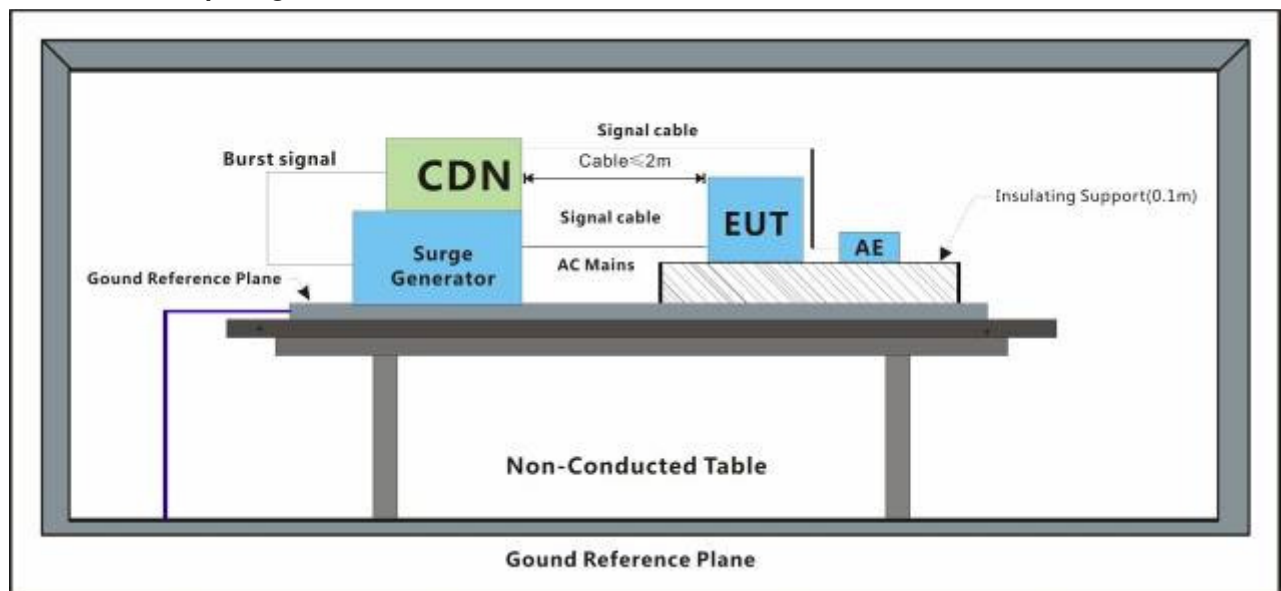 Signal cable
Burst signal
CDN
Cable≤2m
Insulating Support(0.1m)
Signal cable
EUT
Surge
Generator
AE
AC Mains
Gound Reference Plane
Non-Conducted Table
Gound Reference Plane